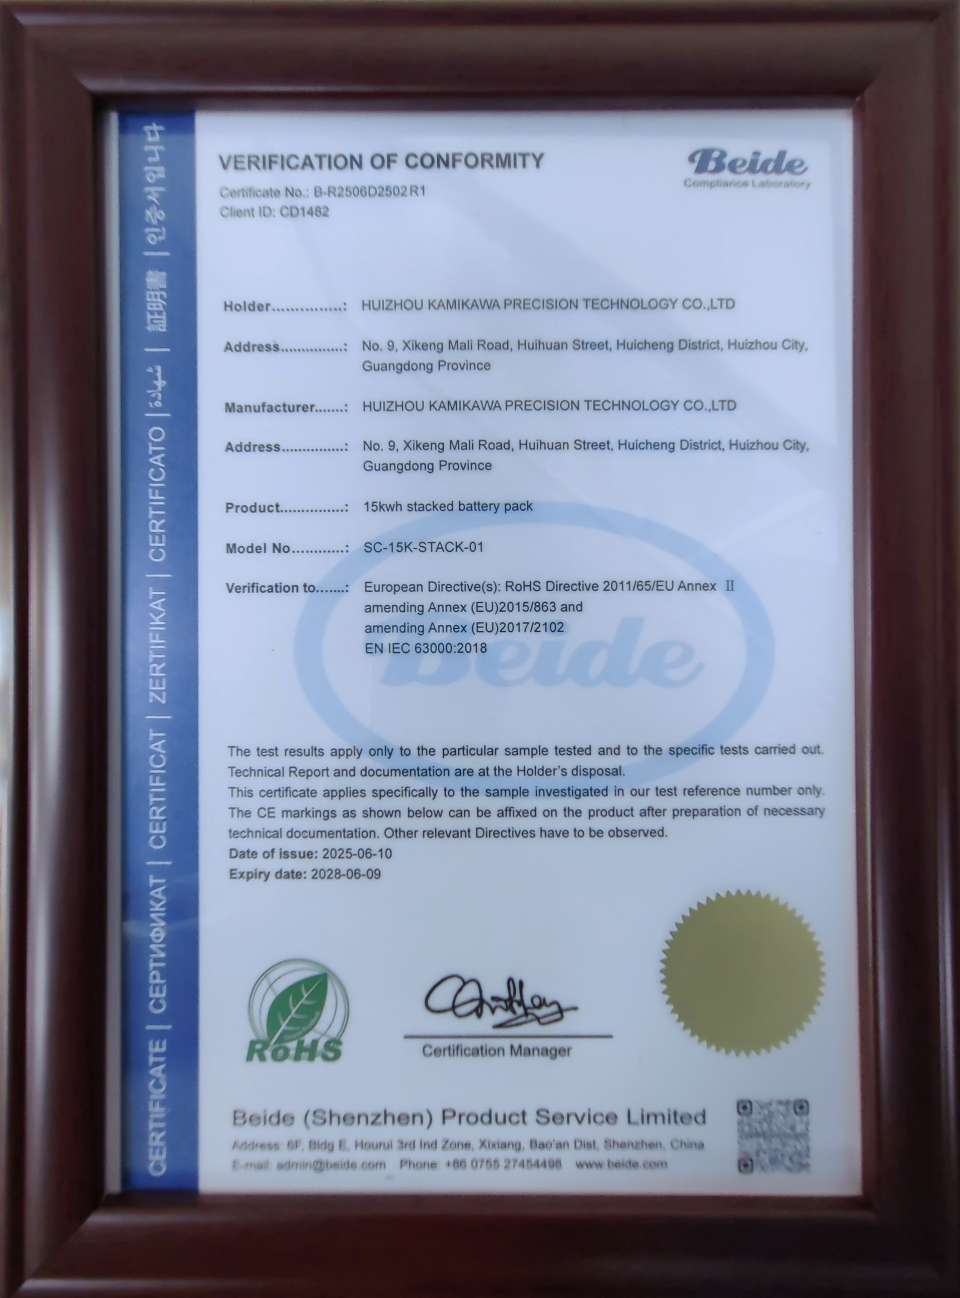 CERTIFICATE | СЕРТИФИКАТ | CERTIFICAT | ZERTIFIKAT | CERTIFICATO | شهادة | 証明書 | 인증서입니다
VERIFICATION OF CONFORMITY
Beide
Compliance Laboratory
Certificate No.: B-R2506D2502R1
Client ID: CD1482
Holder...............: HUIZHOU KAMIKAWA PRECISION TECHNOLOGY CO.,LTD
Address..............: No. 9, Xikeng Mali Road, Huihuan Street, Huicheng District, Huizhou City,
Guangdong Province
Manufacturer.......: HUIZHOU KAMIKAWA PRECISION TECHNOLOGY CO.,LTD
Address..............: No. 9, Xikeng Mali Road, Huihuan Street, Huicheng District, Huizhou City,
Guangdong Province
Product..............: 15kwh stacked battery pack
Model No............: SC-15K-STACK-01
Verification to.......: European Directive(s): RoHS Directive 2011/65/EU Annex Ⅱ
amending Annex (EU)2015/863 and
amending Annex (EU)2017/2102
EN IEC 63000:2018
Beide
The test results apply only to the particular sample tested and to the specific tests carried out.
Technical Report and documentation are at the Holder's disposal.
This certificate applies specifically to the sample investigated in our test reference number only.
The CE markings as shown below can be affixed on the product after preparation of necessary
technical documentation. Other relevant Directives have to be observed.
Date of issue: 2025-06-10
Expiry date: 2028-06-09
RoHS
Certification Manager
Beide (Shenzhen) Product Service Limited
Address: 6F, Bldg E, Hourui 3rd Ind Zone, Xixiang, Bao'an Dist, Shenzhen, China
E-mail: admin@beide.com Phone: +86 0755 27454496 www.beide.com